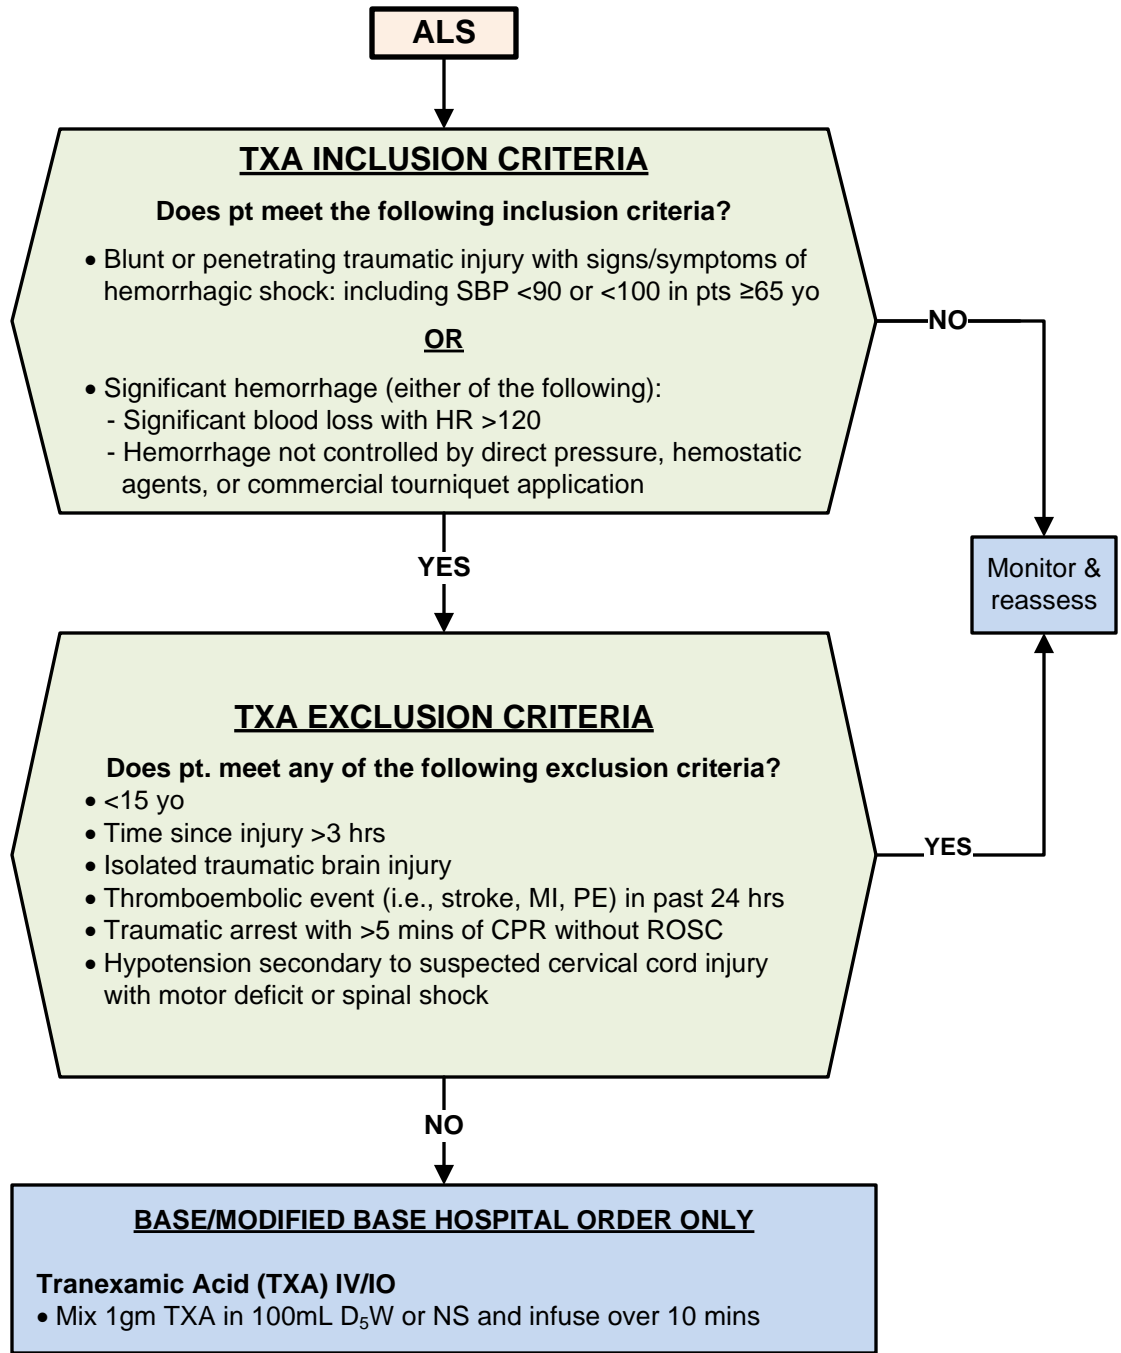 ALS
TXA INCLUSION CRITERIA
Does pt meet the following inclusion criteria?
• Blunt or penetrating traumatic injury with signs/symptoms of
hemorrhagic shock: including SBP <90 or <100 in pts ≥65 yo
OR
• Significant hemorrhage (either of the following):
- Significant blood loss with HR >120
- Hemorrhage not controlled by direct pressure, hemostatic
agents, or commercial tourniquet application
NO
YES
Monitor &
reassess
TXA EXCLUSION CRITERIA
Does pt. meet any of the following exclusion criteria?
• <15 yo
• Time since injury >3 hrs
• Isolated traumatic brain injury
• Thromboembolic event (i.e., stroke, MI, PE) in past 24 hrs
• Traumatic arrest with >5 mins of CPR without ROSC
• Hypotension secondary to suspected cervical cord injury
with motor deficit or spinal shock
YES
NO
BASE/MODIFIED BASE HOSPITAL ORDER ONLY
Tranexamic Acid (TXA) IV/IO
• Mix 1gm TXA in 100mL D₅W or NS and infuse over 10 mins